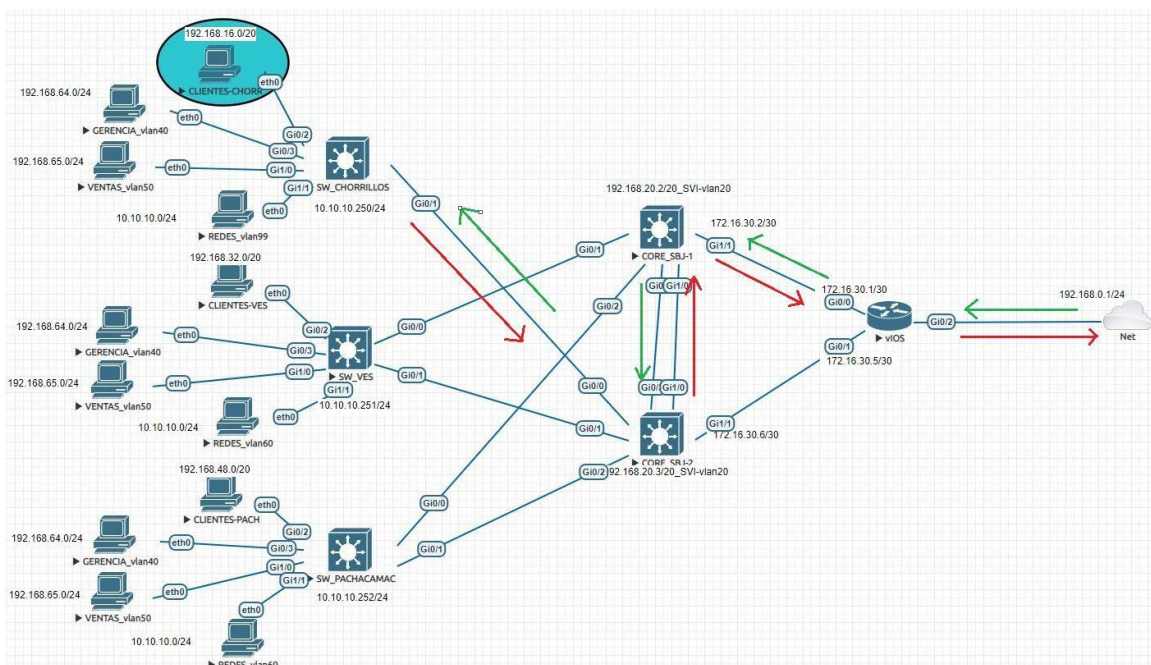 192.168.16.0/20
eth0
CLIENTES-CHORR
192.168.64.0/24
eth0
GERENCIA_vlan40
Gi0/2
Gi0/3
192.168.65.0/24
eth0
Gi1/0
VENTAS_vlan50
Gi1/1
SW_CHORRILLOS
10.10.10.0/24
eth0
10.10.10.250/24
REDES_vlan99
Gi0/1
192.168.32.0/20
CLIENTES-VES
eth0
192.168.64.0/24
eth0
GERENCIA_vlan40
Gi0/2
Gi0/3
Gi0/0
192.168.65.0/24
eth0
Gi1/0
VENTAS_vlan50
SW_VES
Gi0/1
Gi1/1
10.10.10.251/24
10.10.10.0/24
eth0
REDES_vlan60
192.168.48.0/20
CLIENTES-PACH
eth0
Gi0/2
192.168.64.0/24
eth0
Gi0/3
GERENCIA_vlan40
Gi1/0
Gi1/1
SW_PACHACAMAC
192.168.65.0/24
eth0
10.10.10.252/24
VENTAS_vlan50
eth0
10.10.10.0/24
REDES_vlan60
Gi0/0
Gi0/1
192.168.20.2/20_SVI-vlan20
172.16.30.2/30
Gi0/1
Gi1/1
CORE_SBJ-1
Gi0/2
Gi1/0
172.16.30.1/30
Gi0/0
192.168.0.1/24
vIOS
Gi0/2
Net
Gi0/1
172.16.30.5/30
Gi0/0
Gi1/0
Gi0/1
Gi1/1
172.16.30.6/30
CORE_SBJ-2
Gi0/2
92.168.20.3/20_SVI-vlan20